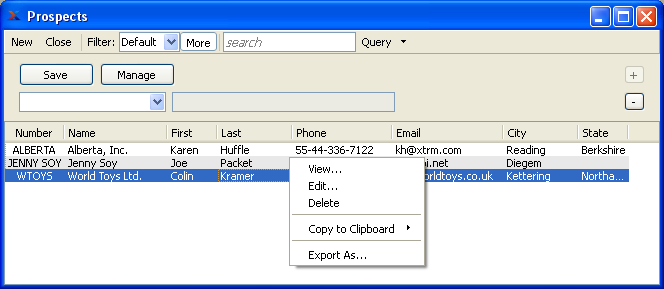 Prospects
New Close Filter: Default More search Query
Save Manage
+
-
Number Name First Last Phone Email City State
ALBERTA Alberta, Inc. Karen Huffle 55-44-336-7122 kh@xtrm.com Reading Berkshire
JENNY SOY Jenny Soy Joe Packet .net Diegem
WTOYS World Toys Ltd. Colin Kramer rldtoys.co.uk Kettering Northa...
View...
Edit...
Delete
Copy to Clipboard
Export As...